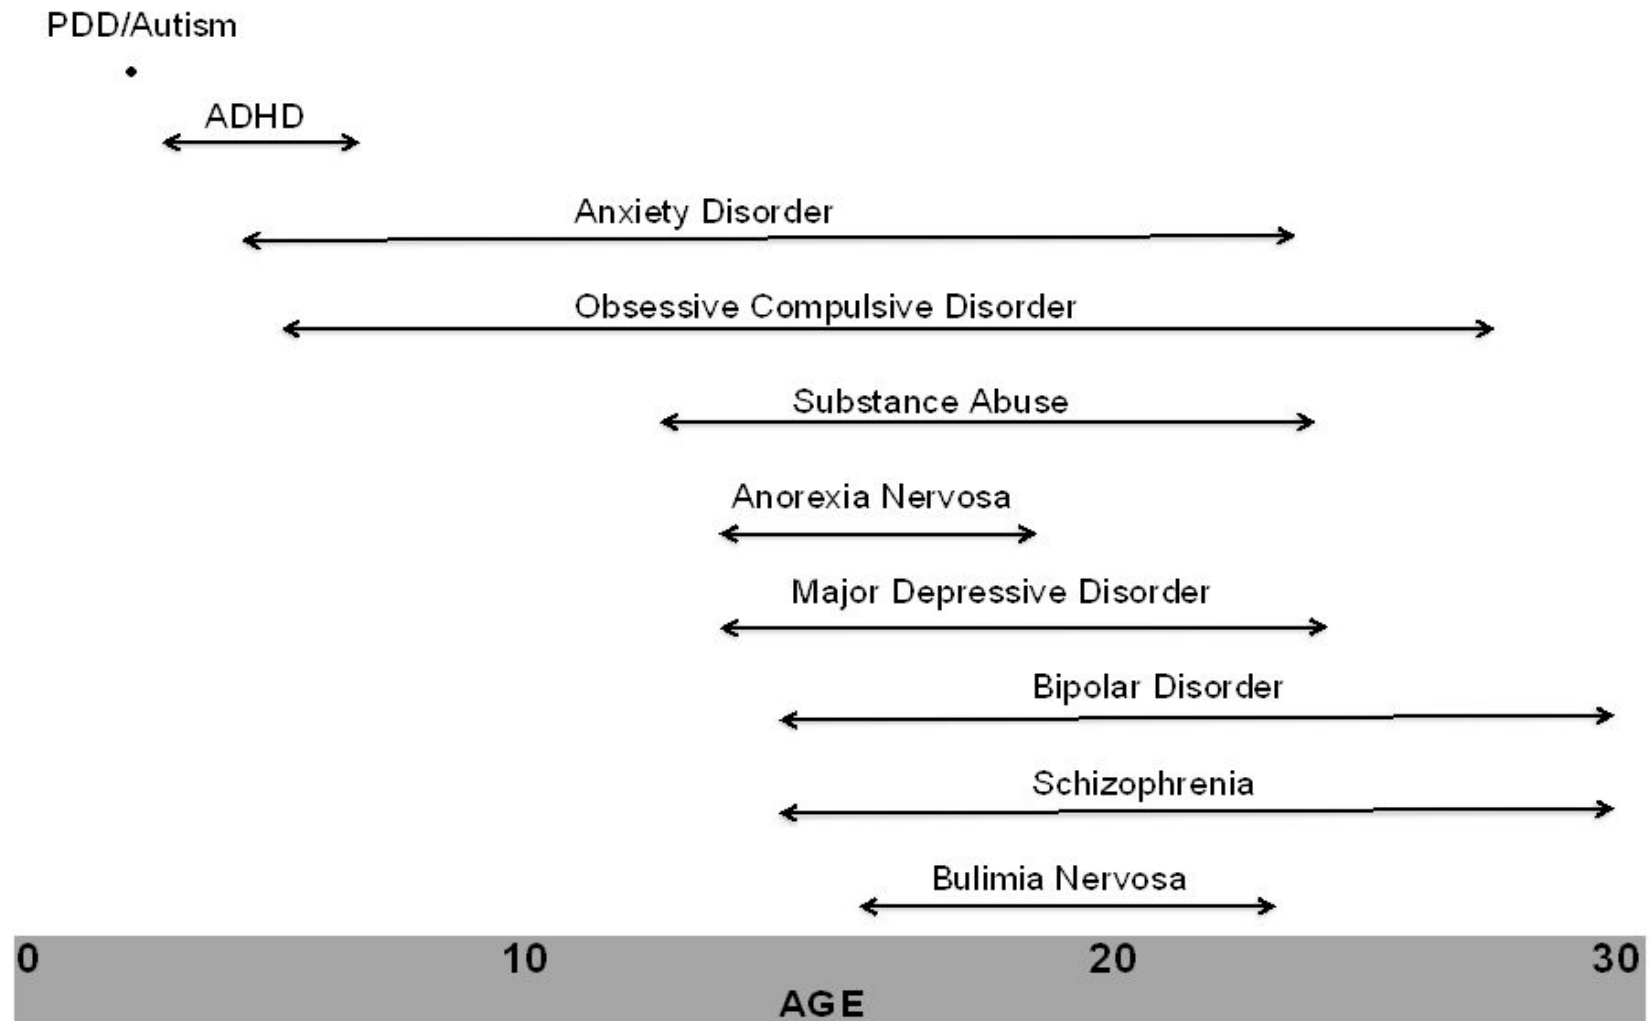 PDD/Autism
ADHD
Anxiety Disorder
Obsessive Compulsive Disorder
Substance Abuse
Anorexia Nervosa
Major Depressive Disorder
Bipolar Disorder
Schizophrenia
Bulimia Nervosa
0 10 20 30
AGE